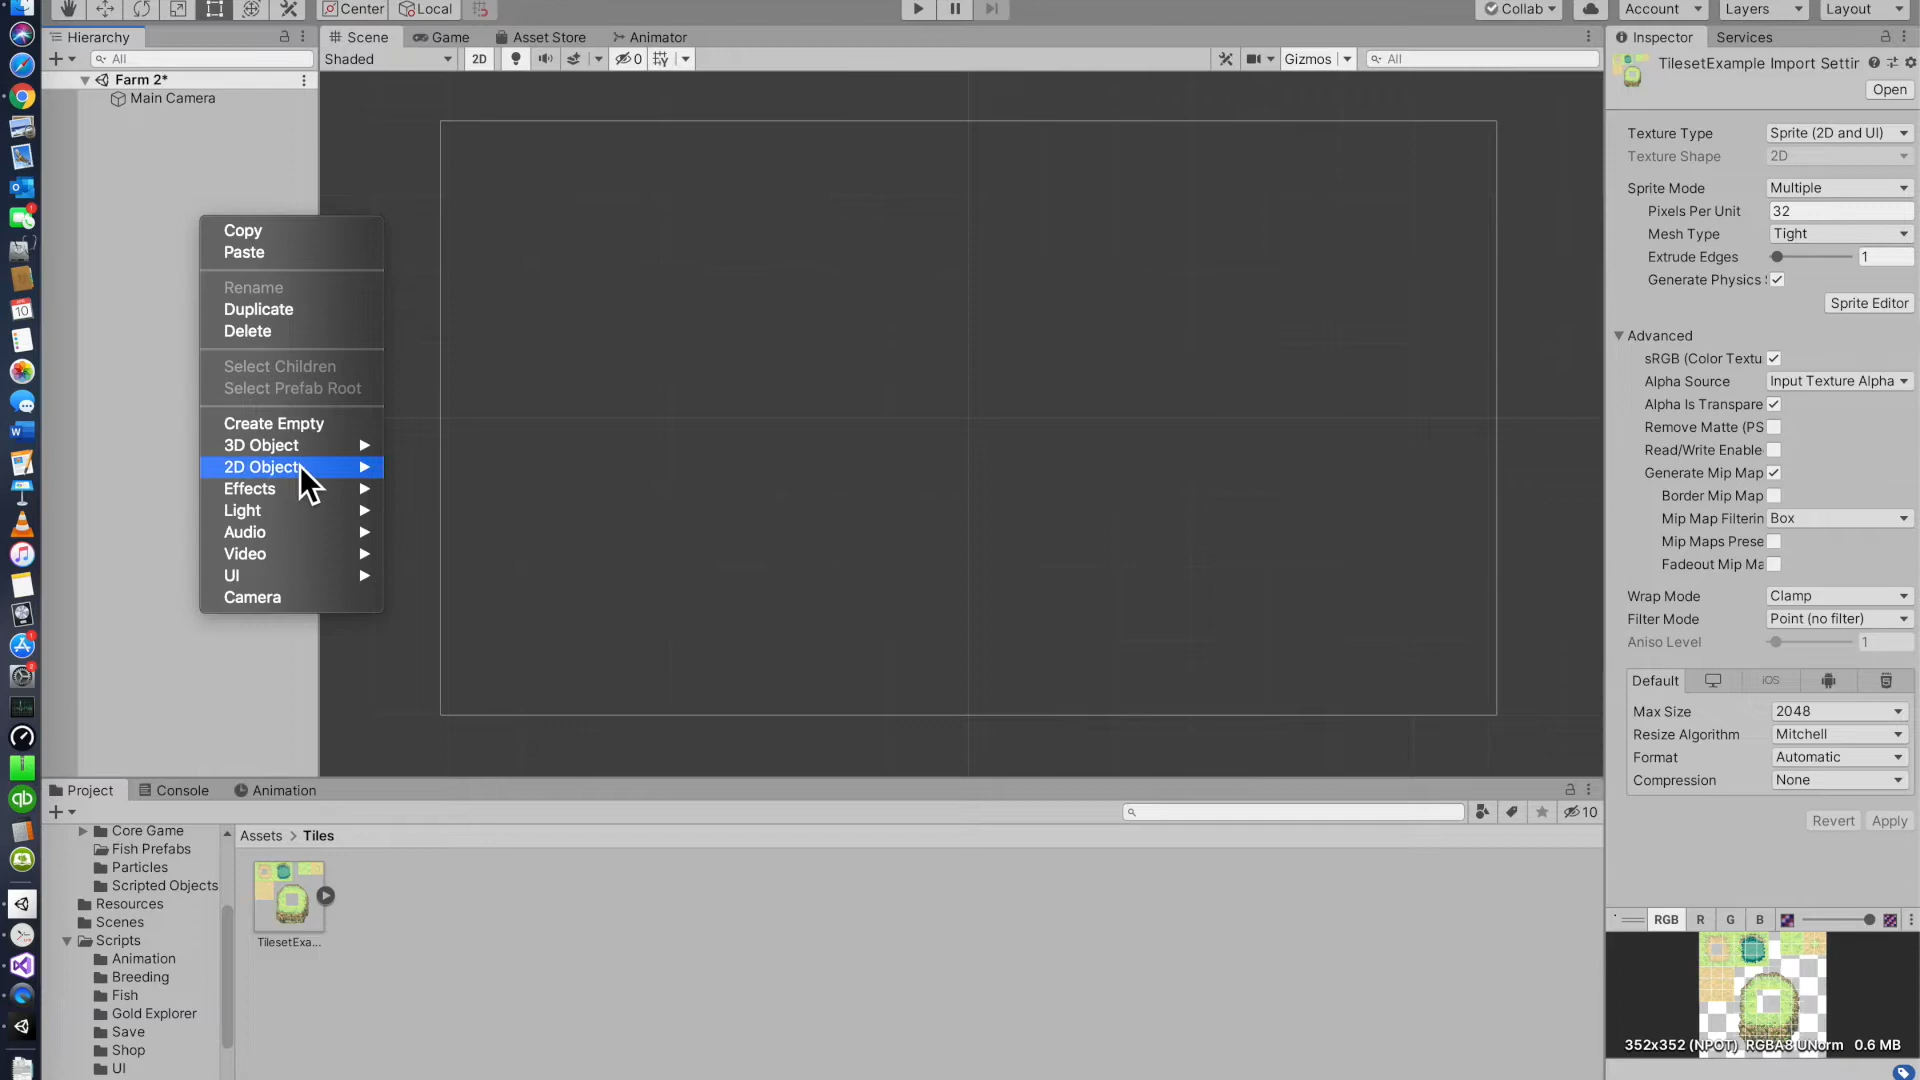 Center
Local
Collab
Account
Layers
Layout
Hierarchy
Scene
Game
Asset Store
Animator
Inspector
Services
All
Shaded
2D
0
Gizmos
All
TilesetExample Import Settir
Open
Farm 2*
Main Camera
Copy
Paste
Rename
Duplicate
Delete
Select Children
Select Prefab Root
Create Empty
3D Object
2D Object
Effects
Light
Audio
Video
UI
Camera
Texture Type
Sprite (2D and UI)
Texture Shape
2D
Sprite Mode
Multiple
Pixels Per Unit
32
Mesh Type
Tight
Extrude Edges
1
Generate Physics
Sprite Editor
Advanced
sRGB (Color Textu
Alpha Source
Input Texture Alpha
Alpha Is Transpare
Remove Matte (PS
Read/Write Enable
Generate Mip Map
Border Mip Map
Mip Map Filterin
Box
Mip Maps Prese
Fadeout Mip Ma
Wrap Mode
Clamp
Filter Mode
Point (no filter)
Aniso Level
1
Default
iOS
Max Size
2048
Resize Algorithm
Mitchell
Format
Automatic
Compression
None
Revert
Apply
Project
Console
Animation
10
Core Game
Fish Prefabs
Particles
Scripted Objects
Resources
Scenes
Scripts
Animation
Breeding
Fish
Gold Explorer
Save
Shop
UI
Assets > Tiles
TilesetExa...
RGB
R
G
B
352x352 (NPOT) RGBA8 UNorm 0.6 MB